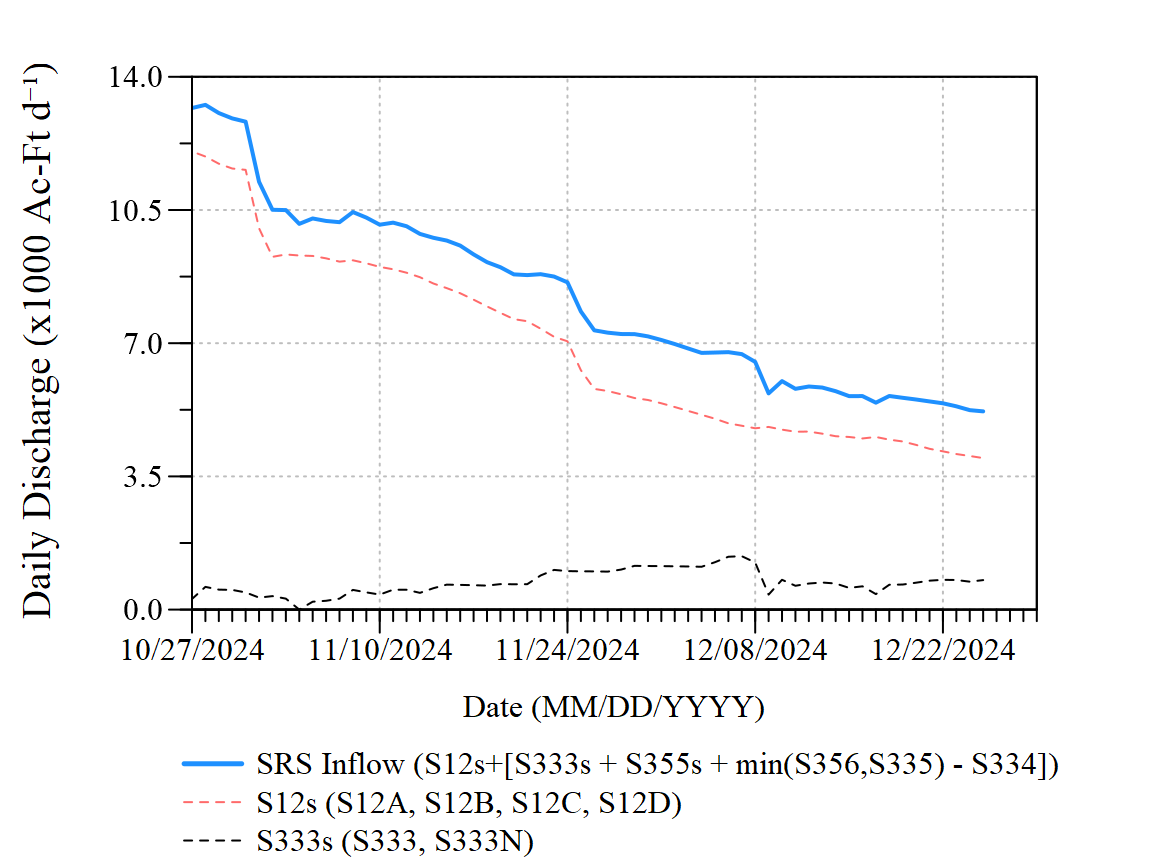 Daily Discharge (x1000 Ac-Ft d⁻¹)
14.0
10.5
7.0
3.5
0.0
10/27/2024 11/10/2024 11/24/2024 12/08/2024 12/22/2024
Date (MM/DD/YYYY)
SRS Inflow (S12s+[S333s + S355s + min(S356,S335) - S334])
S12s (S12A, S12B, S12C, S12D)
S333s (S333, S333N)